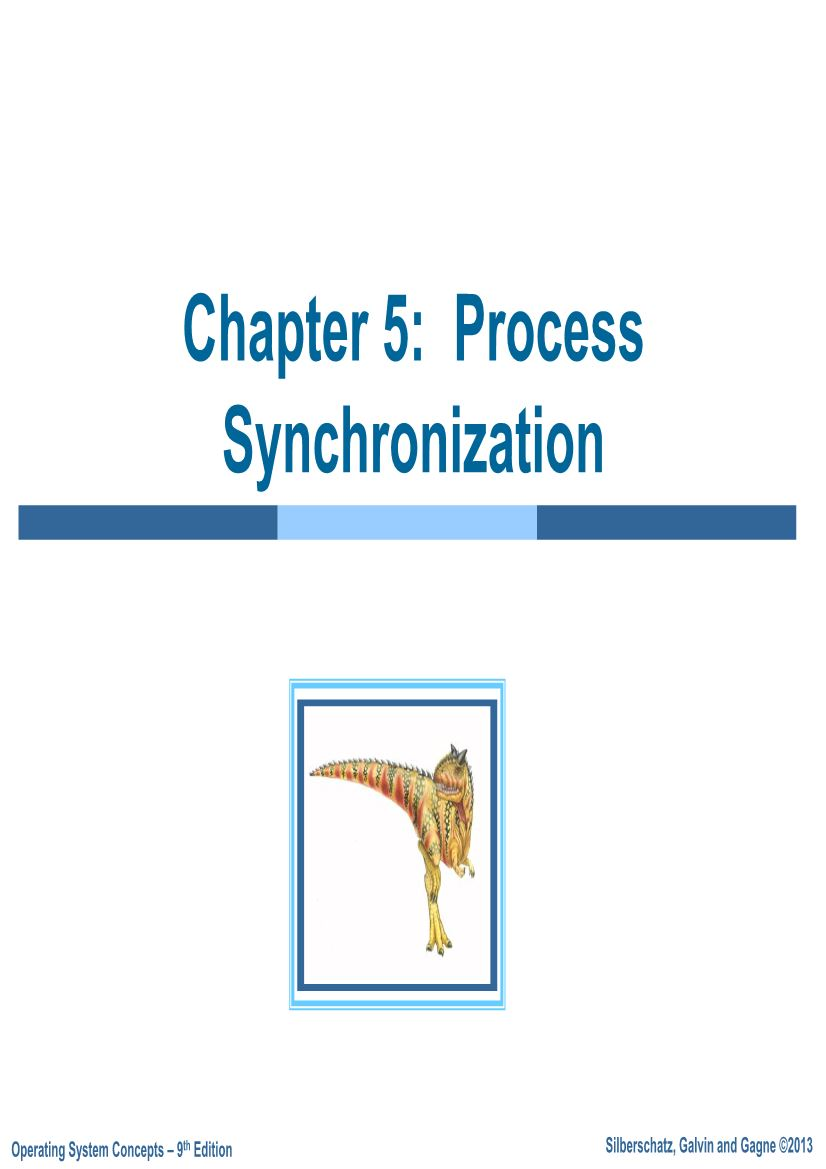 Chapter 5: Process
Synchronization
Operating System Concepts – 9th Edition
Silberschatz, Galvin and Gagne ©2013